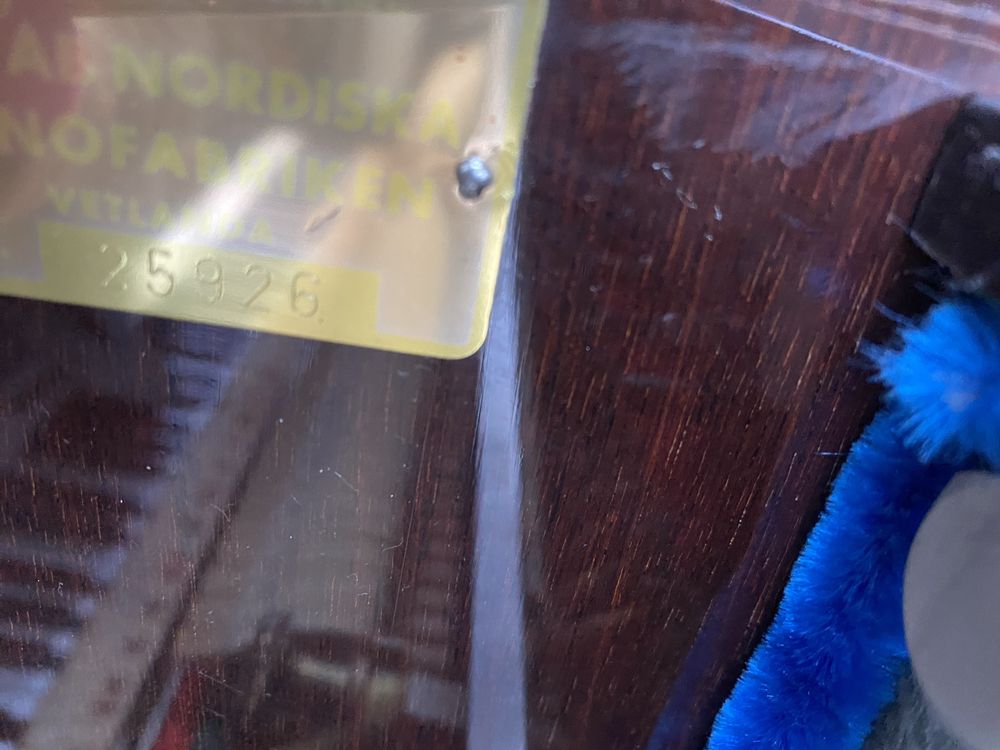 AB NORDISKA
NOFABRIKEN
VETLANDA
25926